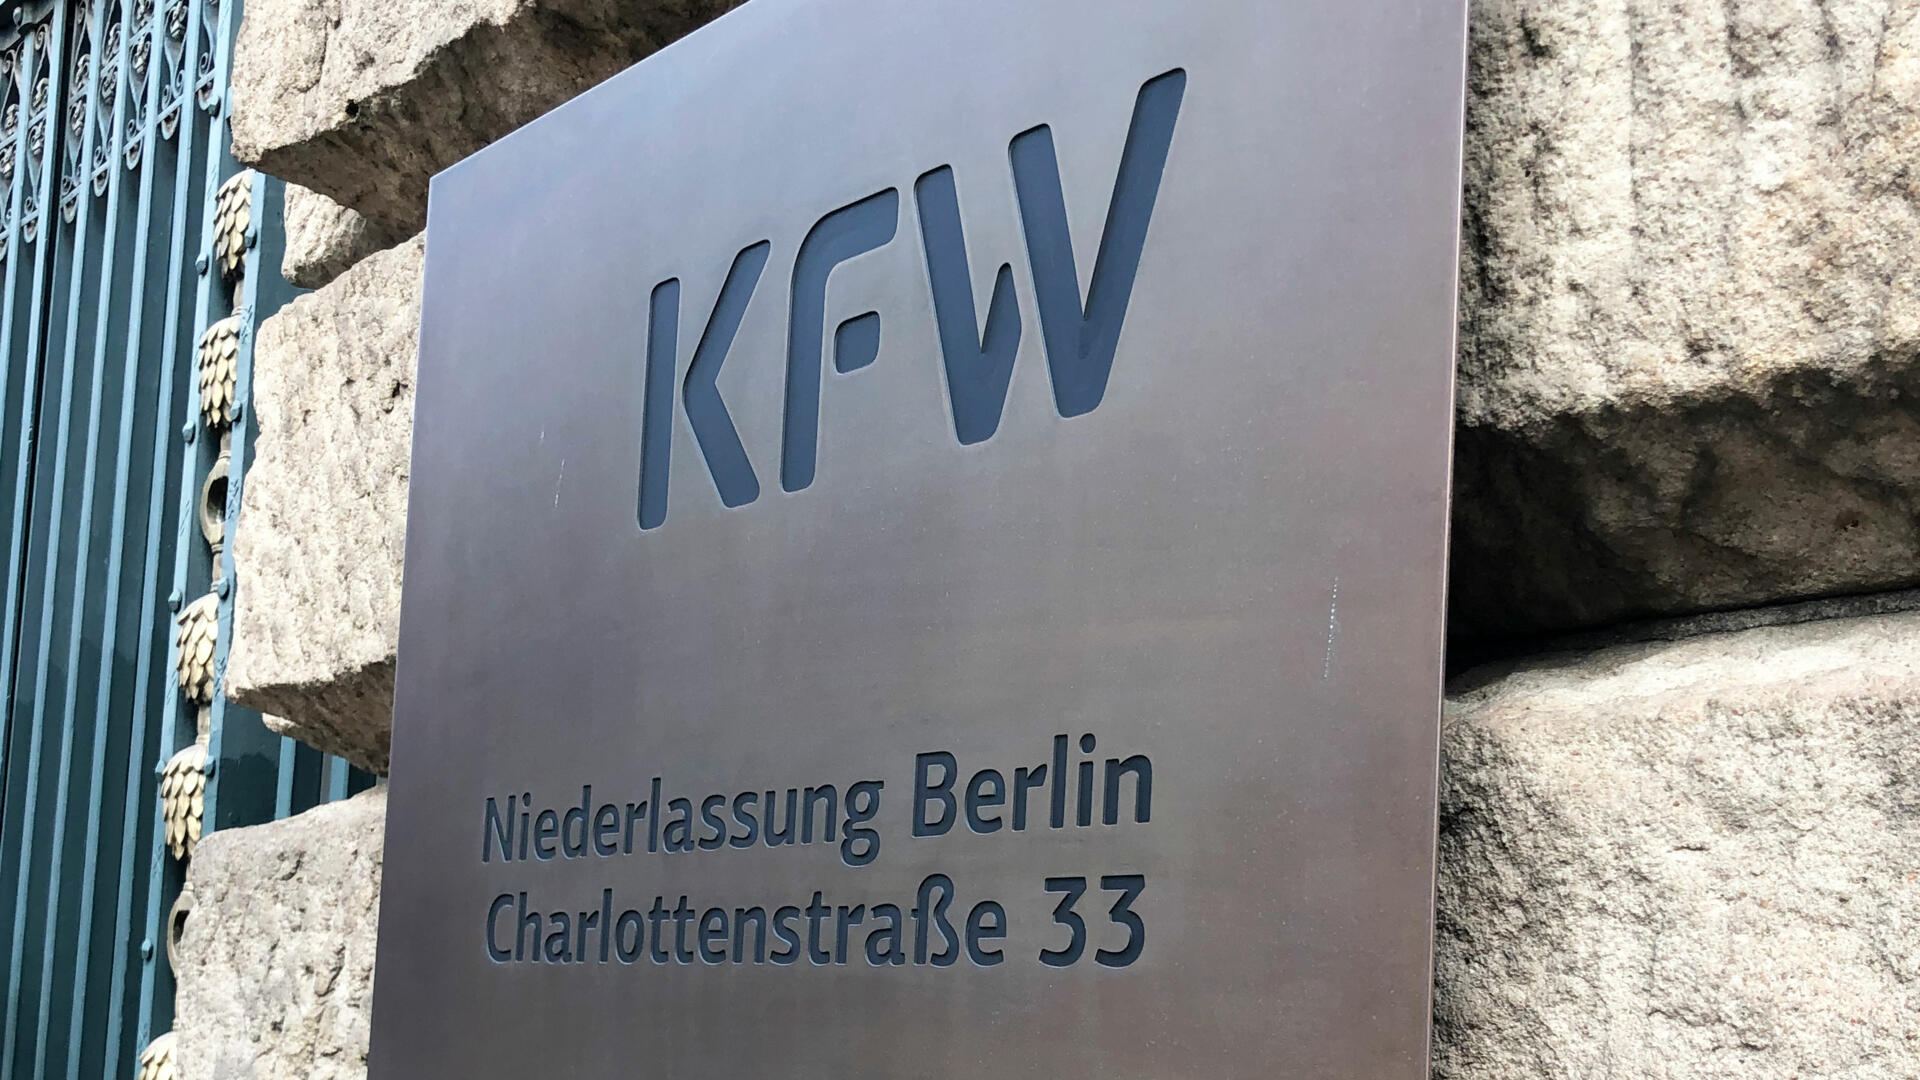 KFW
Niederlassung Berlin
Charlottenstraße 33